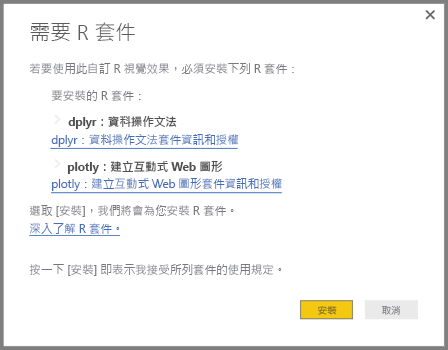 需要 R 套件
若要使用此自訂 R 視覺效果，必須安裝下列 R 套件：
要安裝的 R 套件：
dplyr：資料操作文法
dplyr：資料操作文法套件資訊和授權
plotly：建立互動式 Web 圖形
plotly：建立互動式 Web 圖形套件資訊和授權
選取 [安裝]，我們將會為您安裝 R 套件。
深入了解 R 套件。
按一下 [安裝] 即表示我接受所列套件的使用規定。
安裝 取消